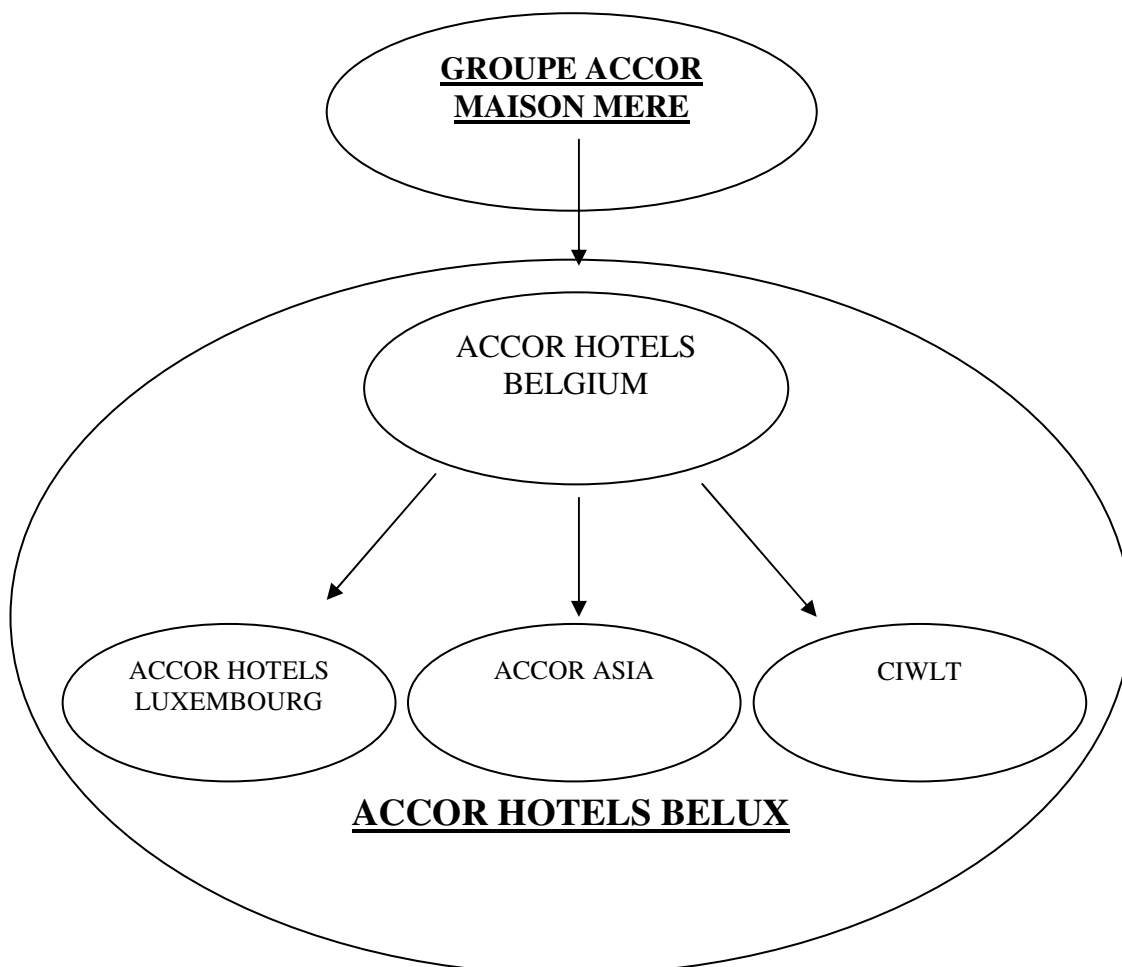 GROUPE ACCOR
MAISON MERE
ACCOR HOTELS
BELGIUM
ACCOR HOTELS
LUXEMBOURG
ACCOR ASIA
CIWLT
ACCOR HOTELS BELUX